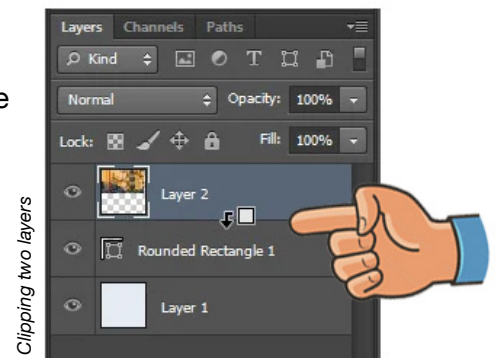 e
Layers Channels Paths
Kind T
Normal Opacity: 100%
Lock: Fill: 100%
Layer 2
Rounded Rectangle 1
Layer 1
Clipping two layers